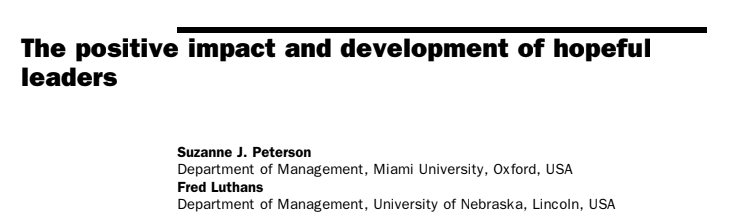 The positive impact and development of hopeful
leaders
Suzanne J. Peterson
Department of Management, Miami University, Oxford, USA
Fred Luthans
Department of Management, University of Nebraska, Lincoln, USA